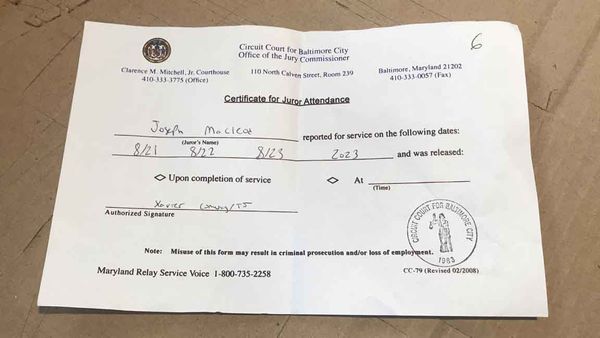 6
Circuit Court for Baltimore City
Office of the Jury Commissioner
Clarence M. Mitchell, Jr. Courthouse
410-333-3775 (Office)
110 North Calvert Street, Room 239
Baltimore, Maryland 21202
410-333-0057 (Fax)
Certificate for Juror Attendance
Joseph Macleod reported for service on the following dates:
(Juror's Name)
8/21 8/22 8/23 2023 and was released:
Upon completion of service
At
(Time)
Xavier Conway/TJ
Authorized Signature
CIRCUIT COURT FOR BALTIMORE CITY
1983
Note: Misuse of this form may result in criminal prosecution and/or loss of employment.
Maryland Relay Service Voice 1-800-735-2258
CC-79 (Revised 02/2008)